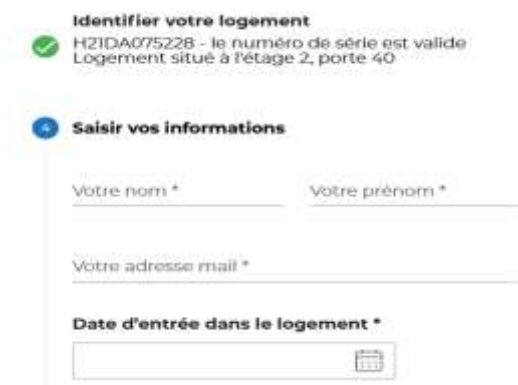 Identifier votre logement
H21DA075228 - le numéro de série est valide
Logement situé à l'étage 2, porte 40
4 Saisir vos informations
Votre nom * Votre prénom *
Votre adresse mail *
Date d'entrée dans le logement *